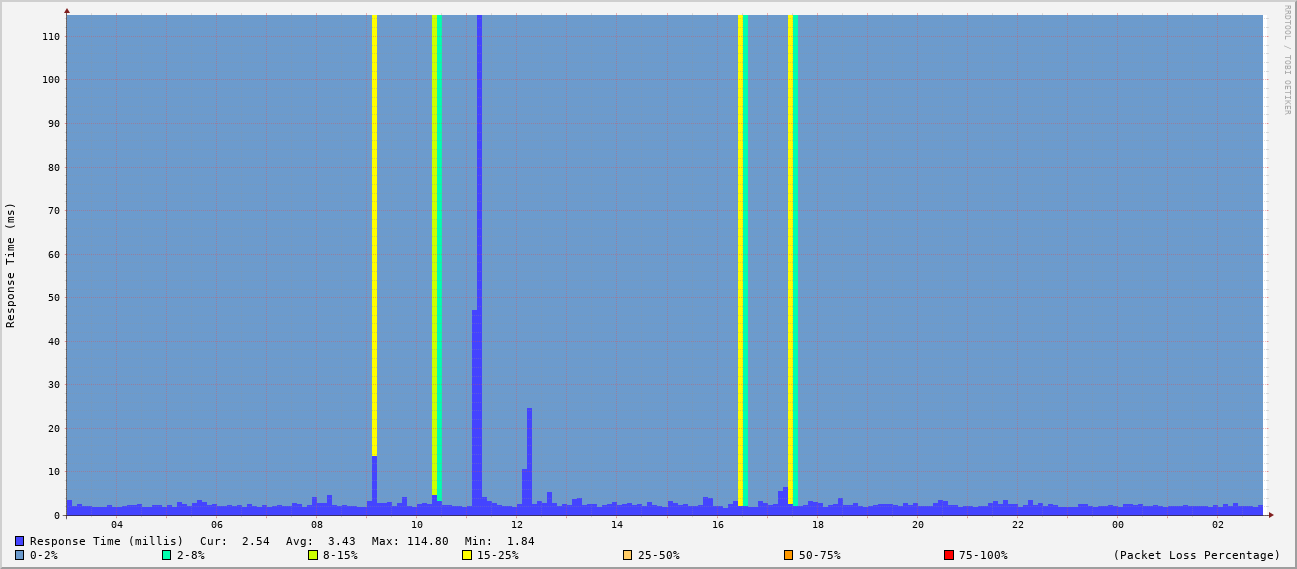 RRDTOOL / TOBI OETIKER
Response Time (ms)
110
100
90
80
70
60
50
40
30
20
10
0
04 06 08 10 12 14 16 18 20 22 00 02
Response Time (millis) Cur: 2.54 Avg: 3.43 Max: 114.80 Min: 1.84
0-2% 2-8% 8-15% 15-25% 25-50% 50-75% 75-100% (Packet Loss Percentage)